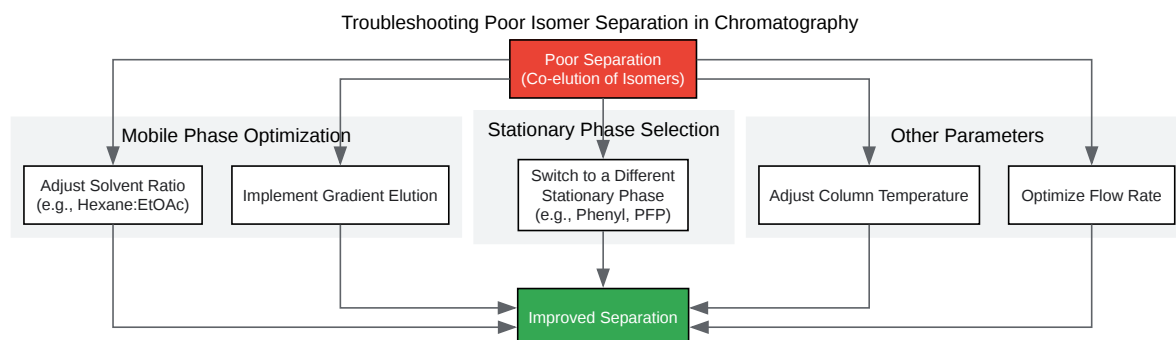 Troubleshooting Poor Isomer Separation in Chromatography
Poor Separation
(Co-elution of Isomers)
Mobile Phase Optimization
Stationary Phase Selection
Other Parameters
Adjust Solvent Ratio
(e.g., Hexane:EtOAc)
Implement Gradient Elution
Switch to a Different
Stationary Phase
(e.g., Phenyl, PFP)
Adjust Column Temperature
Optimize Flow Rate
Improved Separation